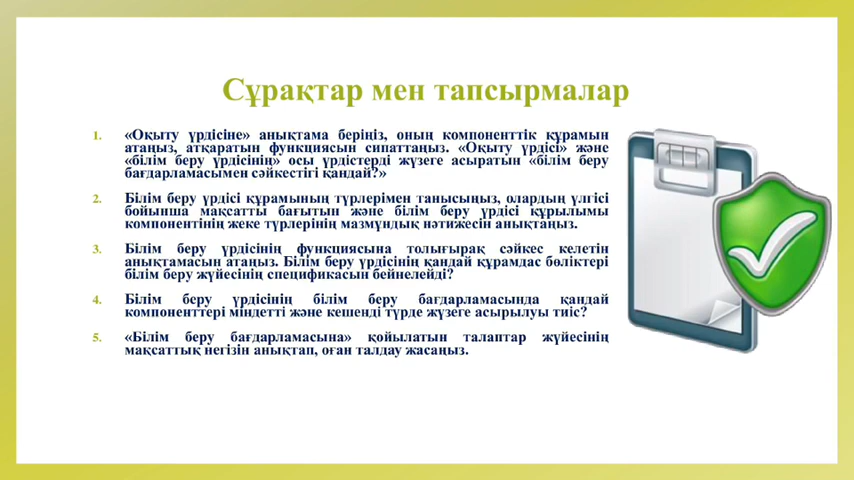 Сұрақтар мен тапсырмалар
1. «Оқыту үрдісіне» анықтама беріңіз, оның компоненттік құрамын
атаңыз, атқаратын функциясын сипаттаңыз. «Оқыту үрдісі» және
«білім беру үрдісінің» осы үрдістерді жүзеге асыратын «білім беру
бағдарламасымен сәйкестігі қандай?»
2. Білім беру үрдісі құрамының түрлерімен танысыңыз, олардың үлгісі
бойынша мақсатты бағытын және білім беру үрдісі құрылымы
компонентінің жеке түрлерінің мазмұндық нәтижесін анықтаңыз.
3. Білім беру үрдісінің функциясына толығырақ сәйкес келетін
анықтамасын атаңыз. Білім беру үрдісінің қандай құрамдас бөліктері
білім беру жүйесінің спецификасын бейнелейді?
4. Білім беру үрдісінің білім беру бағдарламасында қандай
компоненттері міндетті және кешенді түрде жүзеге асырылуы тиіс?
5. «Білім беру бағдарламасына» қойылатын талаптар жүйесінің
мақсаттық негізін анықтап, оған талдау жасаңыз.